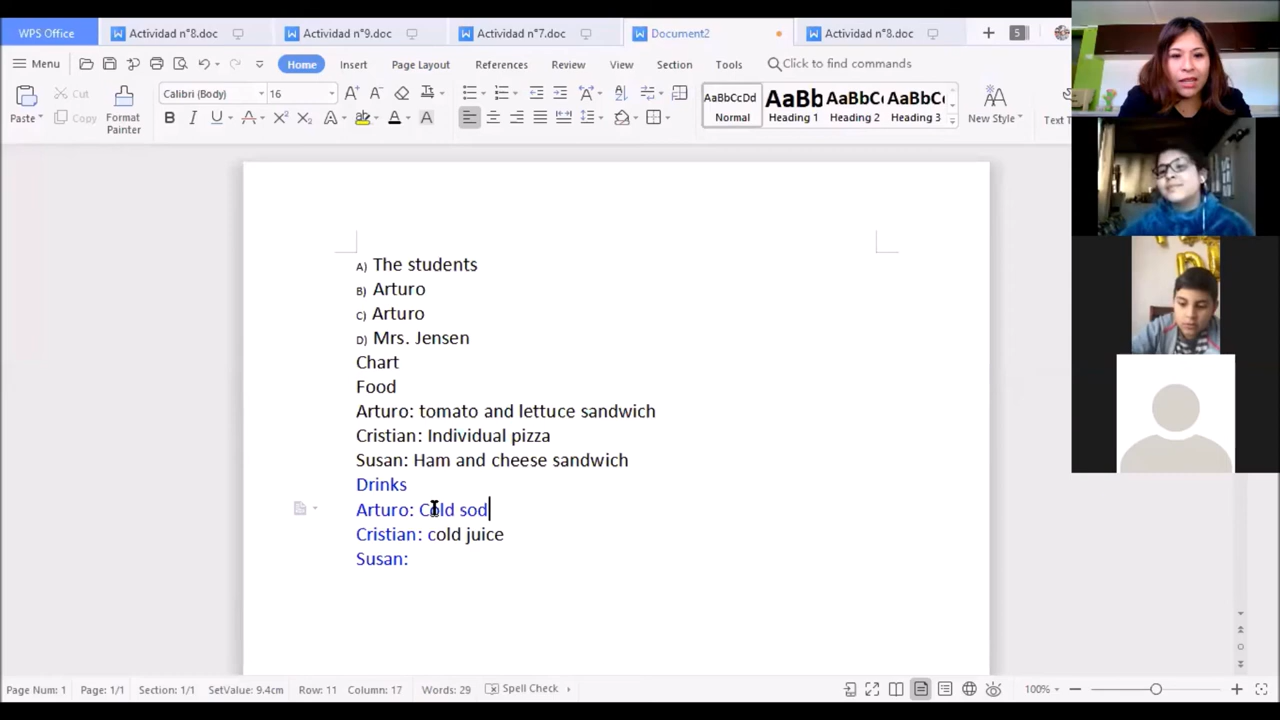 WPS Office
Actividad n°8.doc
Actividad n°9.doc
Actividad n°7.doc
Document2
Actividad n°8.doc
5
Menu
Home
Insert
Page Layout
References
Review
View
Section
Tools
Click to find commands
Paste
Cut
Copy
Format Painter
Calibri (Body)
16
AaBbCcDd
Normal
AaBb
Heading 1
AaBbC
Heading 2
AaBbC
Heading 3
New Style
Text T
A) The students
B) Arturo
C) Arturo
D) Mrs. Jensen
Chart
Food
Arturo: tomato and lettuce sandwich
Cristian: Individual pizza
Susan: Ham and cheese sandwich
Drinks
Arturo: Cold sod
Cristian: cold juice
Susan:
Page Num: 1
Page: 1/1
Section: 1/1
SetValue: 9.4cm
Row: 11
Column: 17
Words: 29
Spell Check
100%